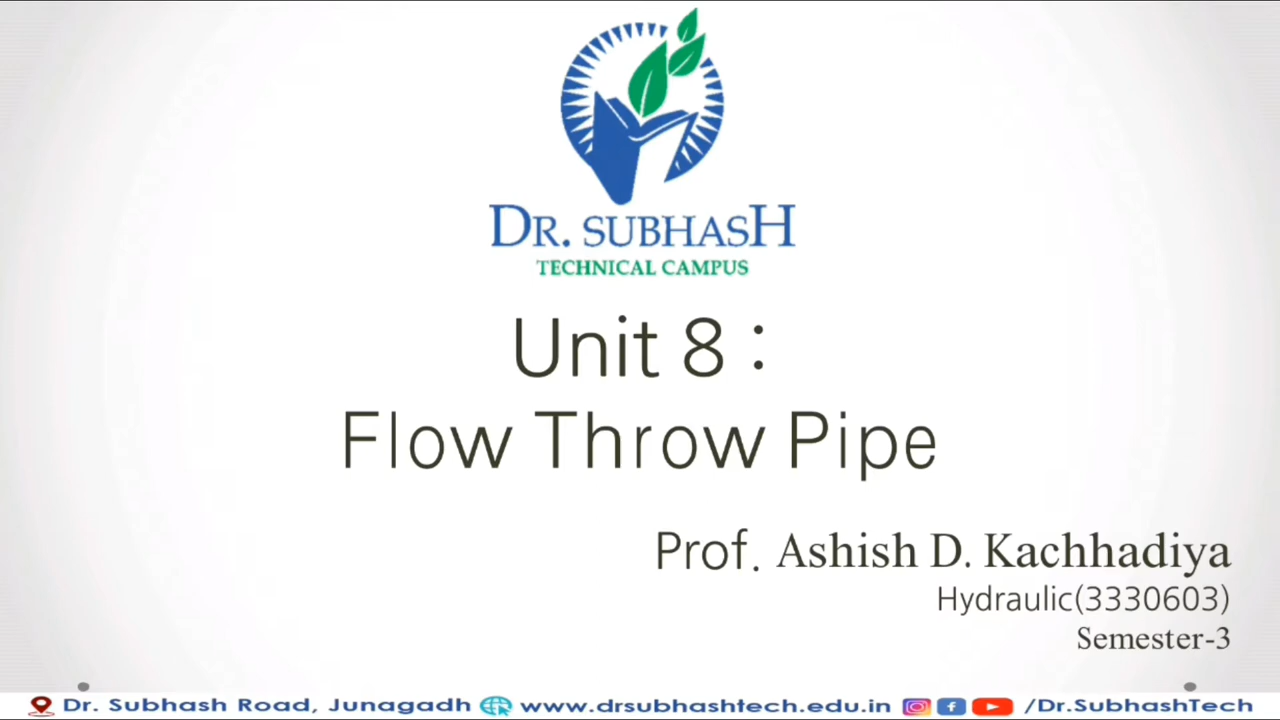 DR. SUBHASH
TECHNICAL CAMPUS
Unit 8 :
Flow Throw Pipe
Prof. Ashish D. Kachhadiya
Hydraulic(3330603)
Semester-3
Dr. Subhash Road, Junagadh www.drsubhashtech.edu.in /Dr.SubhashTech